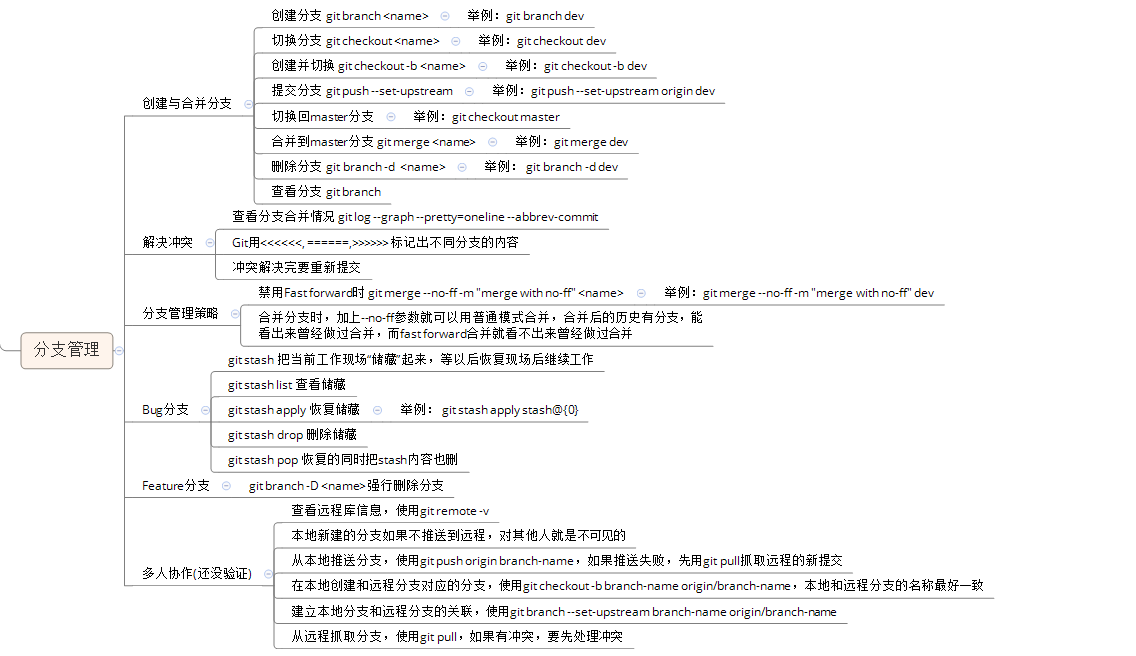 创建分支 git branch <name> 举例：git branch dev
切换分支 git checkout <name> 举例：git checkout dev
创建并切换 git checkout -b <name> 举例：git checkout -b dev
提交分支 git push --set-upstream 举例：git push --set-upstream origin dev
创建与合并分支
切换回master分支 举例：git checkout master
合并到master分支 git merge <name> 举例：git merge dev
删除分支 git branch -d <name> 举例： git branch -d dev
查看分支 git branch
查看分支合并情况 git log --graph --pretty=oneline --abbrev-commit
解决冲突
Git用<<<<<<, ======,>>>>>> 标记出不同分支的内容
冲突解决完要重新提交
禁用Fast forward时 git merge --no-ff -m "merge with no-ff" <name> 举例：git merge --no-ff -m "merge with no-ff" dev
分支管理策略
合并分支时，加上--no-ff参数就可以用普通模式合并，合并后的历史有分支，能
看出来曾经做过合并，而fast forward合并就看不出来曾经做过合并
分支管理
git stash 把当前工作现场“储藏”起来，等以后恢复现场后继续工作
git stash list 查看储藏
Bug分支
git stash apply 恢复储藏 举例： git stash apply stash@{0}
git stash drop 删除储藏
git stash pop 恢复的同时把stash内容也删
Feature分支 git branch -D <name> 强行删除分支
查看远程库信息，使用git remote -v
本地新建的分支如果不推送到远程，对其他人就是不可见的
从本地推送分支，使用git push origin branch-name，如果推送失败，先用git pull抓取远程的新提交
多人协作(还没验证)
在本地创建和远程分支对应的分支，使用git checkout -b branch-name origin/branch-name，本地和远程分支的名称最好一致
建立本地分支和远程分支的关联，使用git branch --set-upstream branch-name origin/branch-name
从远程抓取分支，使用git pull，如果有冲突，要先处理冲突